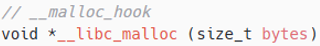 // __malloc_hook
void *__libc_malloc (size_t bytes)